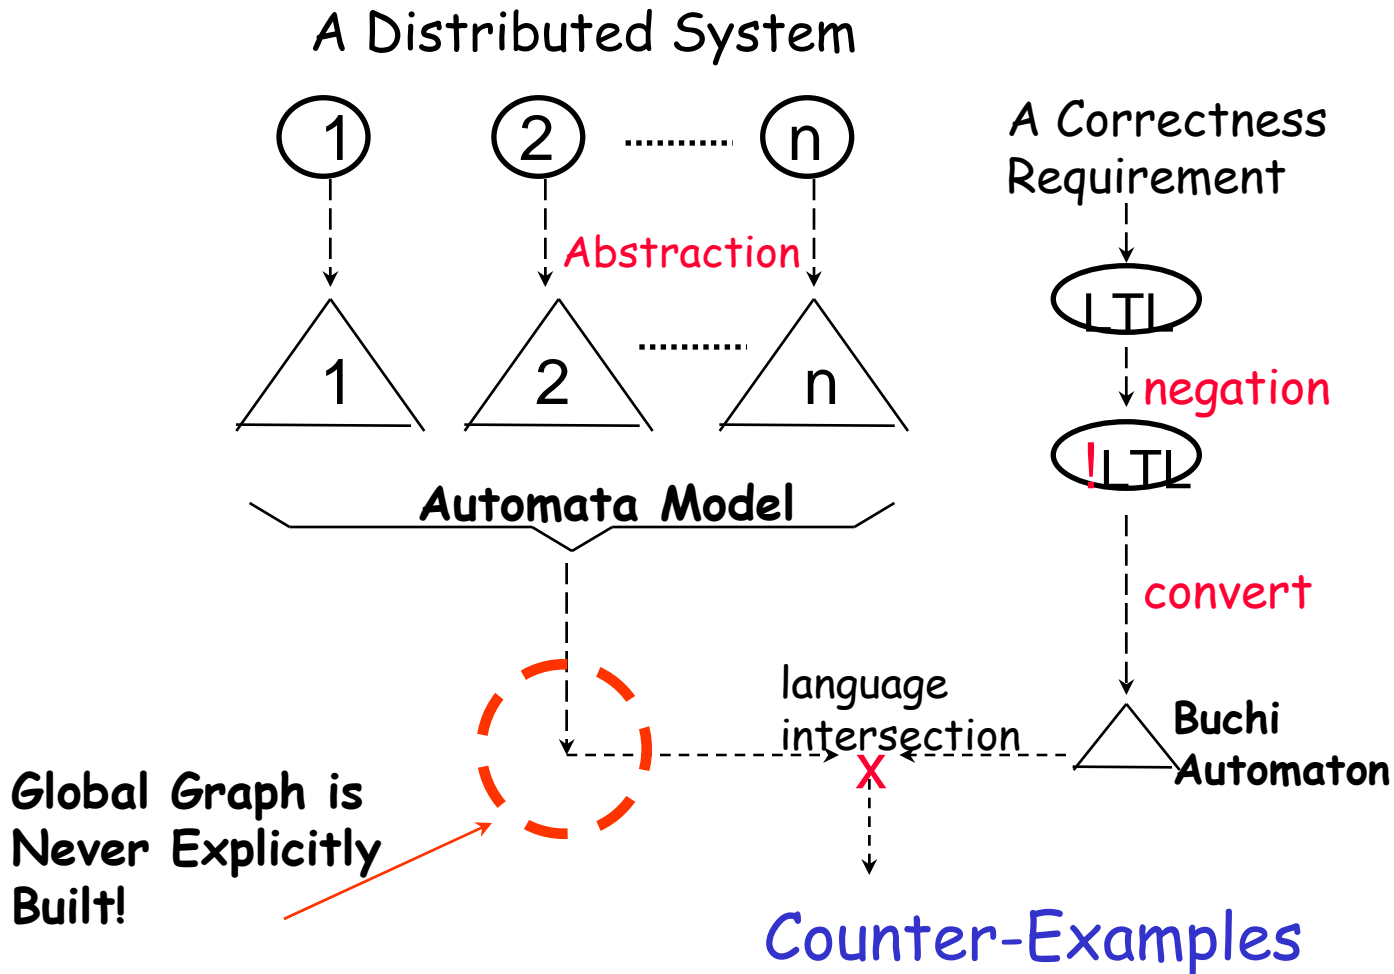 A Distributed System
1 2 n
A Correctness
Requirement
Abstraction
LTL
1 2 n
negation
!LTL
Automata Model
convert
language
intersection
X
Buchi
Automaton
Global Graph is
Never Explicitly
Built!
Counter-Examples